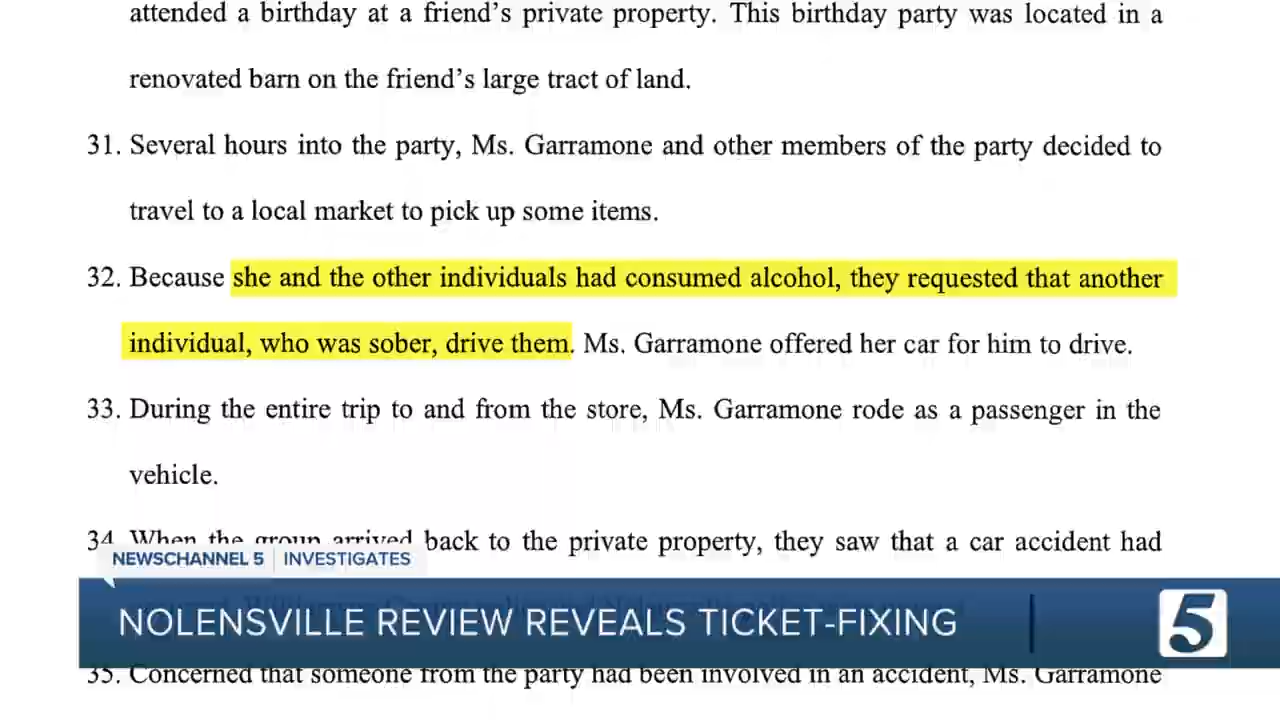 attended a birthday at a friend's private property. This birthday party was located in a
renovated barn on the friend's large tract of land.
31. Several hours into the party, Ms. Garramone and other members of the party decided to
travel to a local market to pick up some items.
32. Because she and the other individuals had consumed alcohol, they requested that another
individual, who was sober, drive them. Ms. Garramone offered her car for him to drive.
33. During the entire trip to and from the store, Ms. Garramone rode as a passenger in the
vehicle.
34. When the group arrived back to the private property, they saw that a car accident had
NEWSCHANNEL 5 | INVESTIGATES
NOLENSVILLE REVIEW REVEALS TICKET-FIXING
5
35. Concerned that someone from the party had been involved in an accident, Ms. Garramone